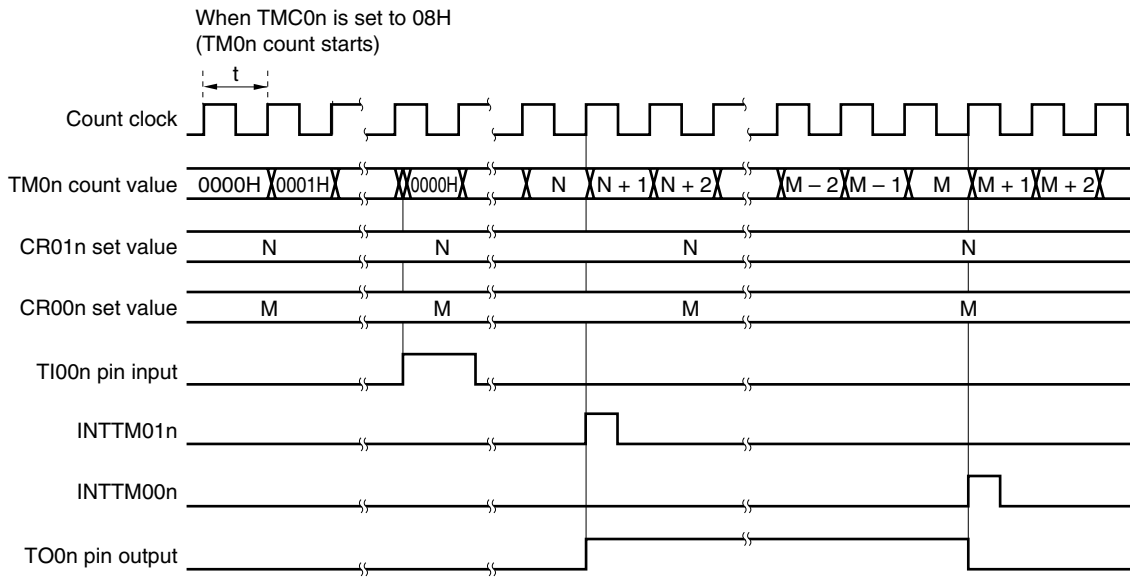 When TMC0n is set to 08H
(TM0n count starts)
t
Count clock
TM0n count value 0000H 0001H 0000H N N + 1 N + 2 M − 2 M − 1 M M + 1 M + 2
CR01n set value N N N N
CR00n set value M M M M
TI00n pin input
INTTM01n
INTTM00n
TO0n pin output